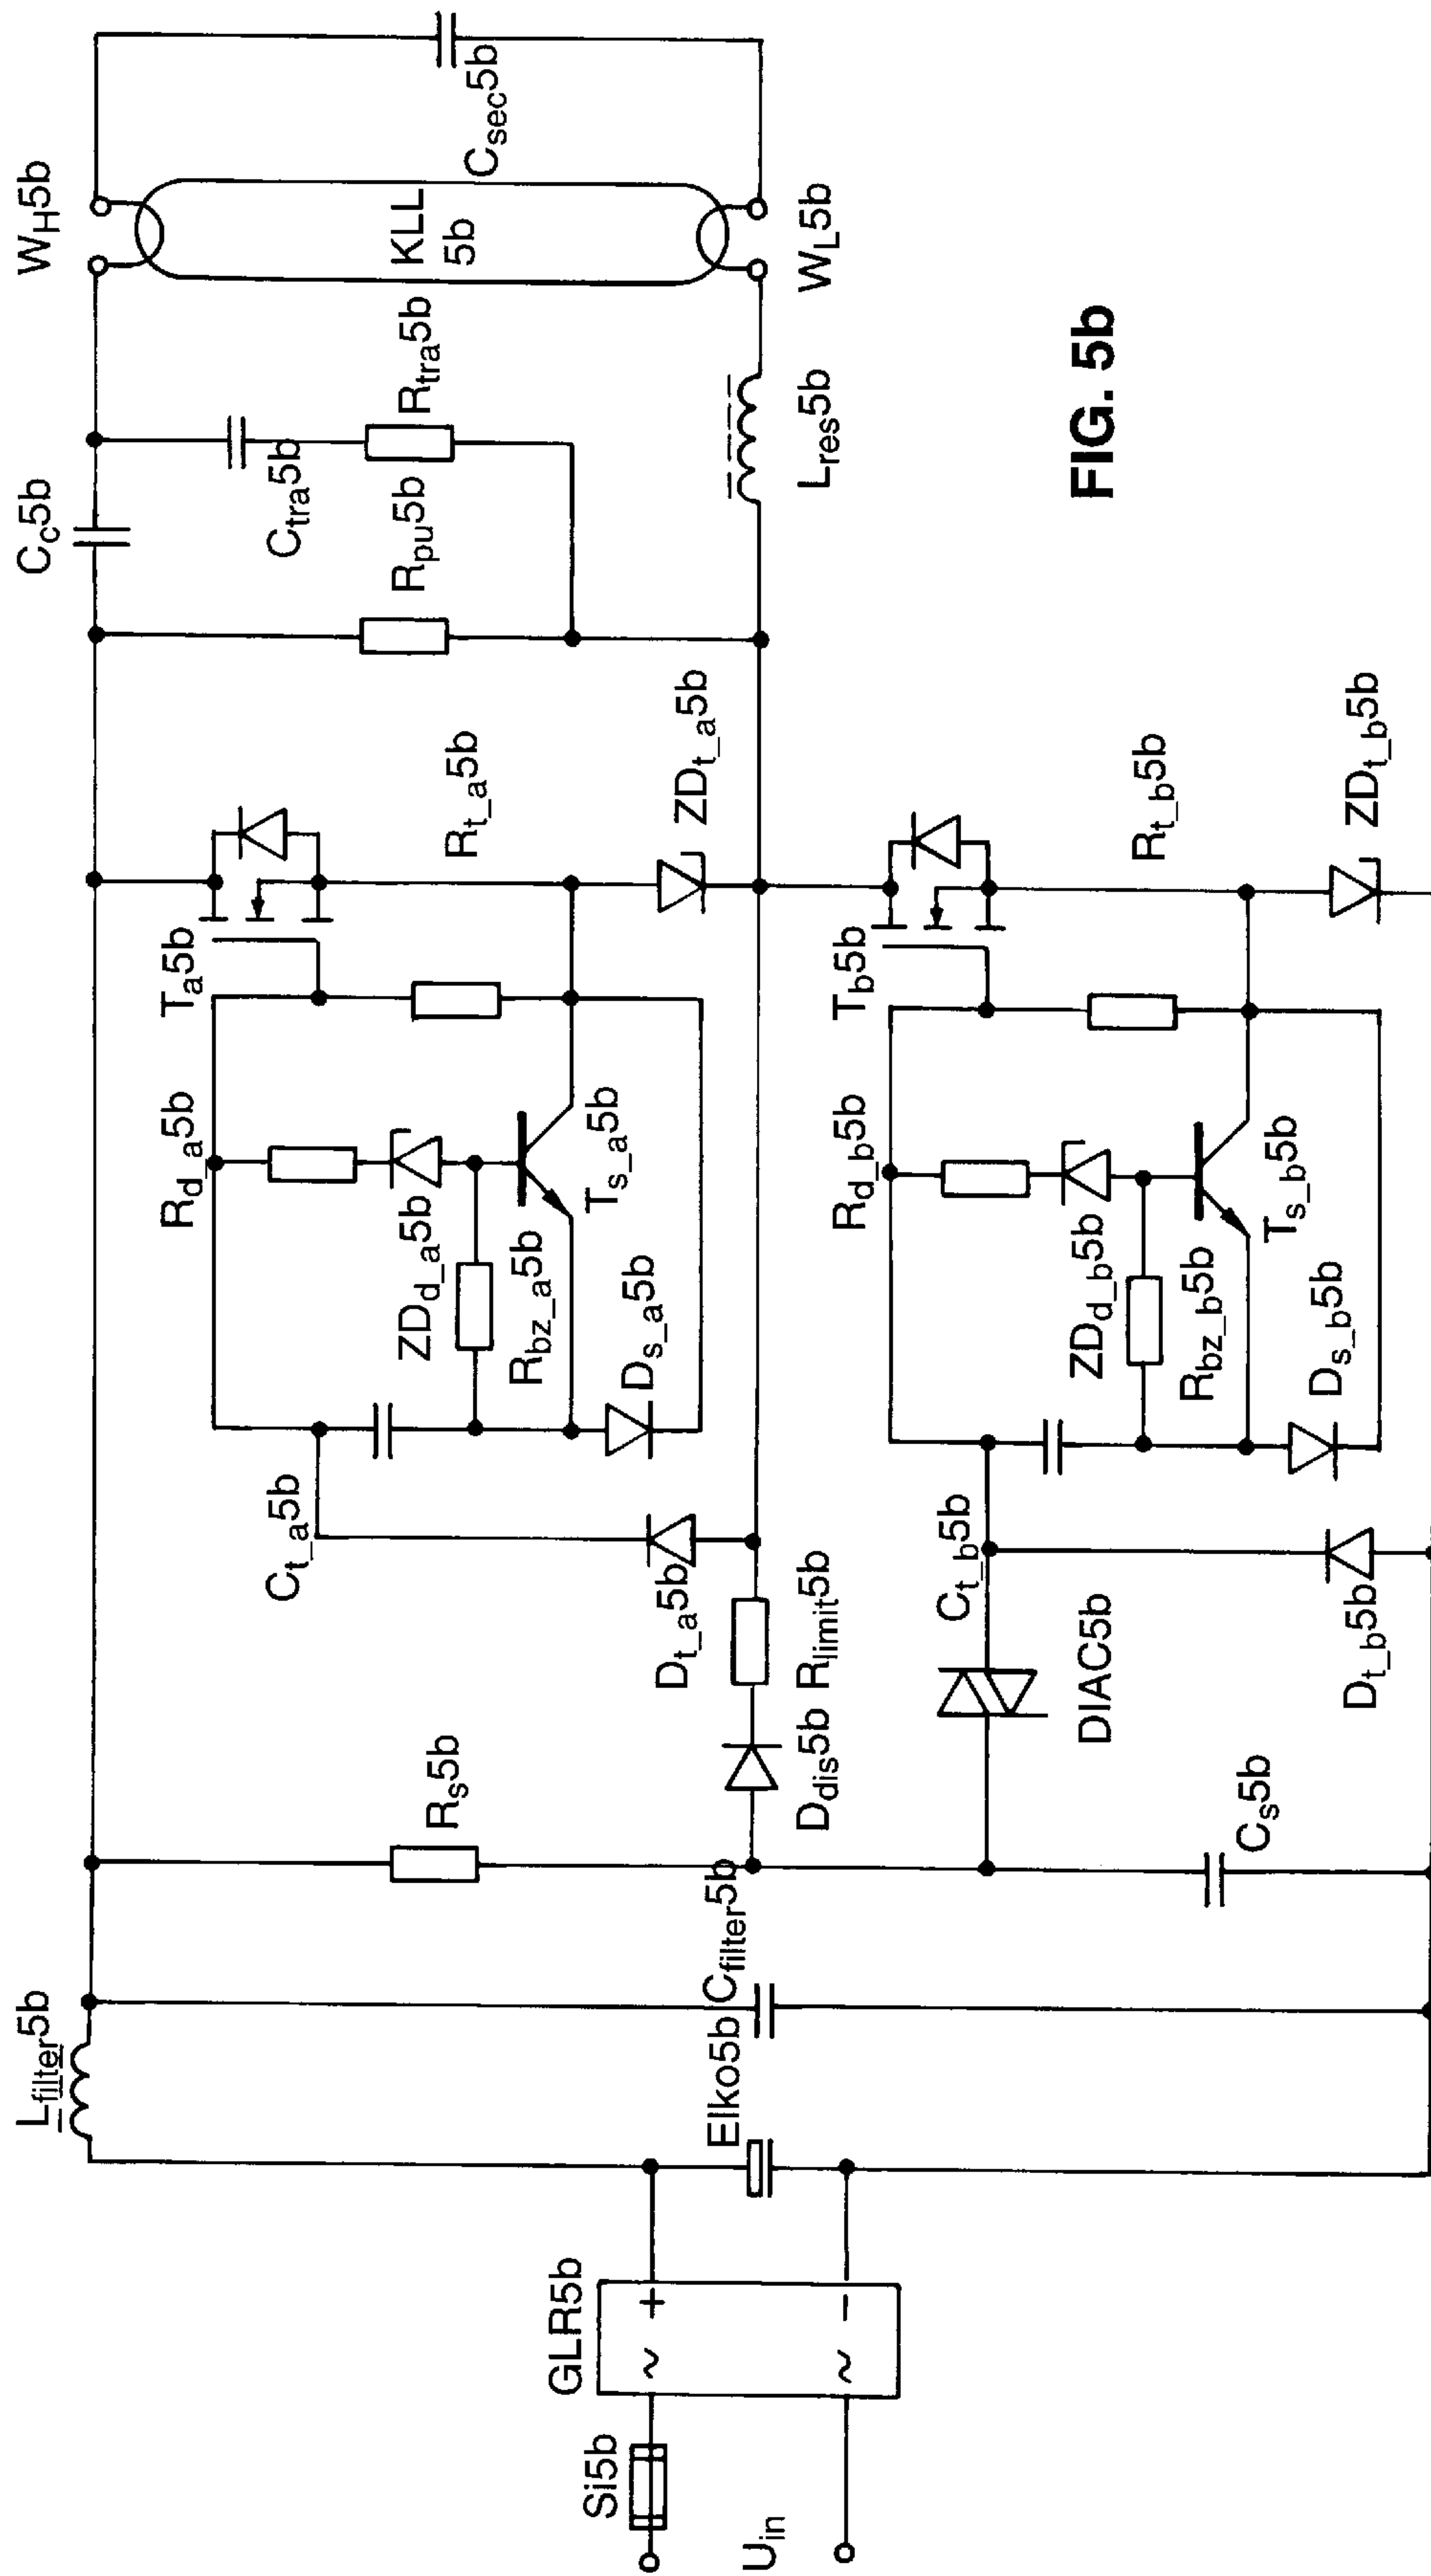 W_H5b
C_c5b
C_sec5b
KLL
5b
R_tra5b
C_tra5b
R_pu5b
W_L5b
L_res5b
FIG. 5b
R_t_a5b
ZD_t_a5b
T_a5b
R_d_a5b
ZD_d_a5b
R_bz_a5b
T_s_a5b
D_s_a5b
C_t_a5b
D_t_a5b
R_limit5b
D_dis5b
R_s5b
R_t_b5b
ZD_t_b5b
T_b5b
R_d_b5b
ZD_d_b5b
R_bz_b5b
T_s_b5b
D_s_b5b
C_t_b5b
DIAC5b
D_t_b5b
C_s5b
L_filter5b
C_filter5b
Elko5b
GLR5b
+
~
−
~
Si5b
U_in